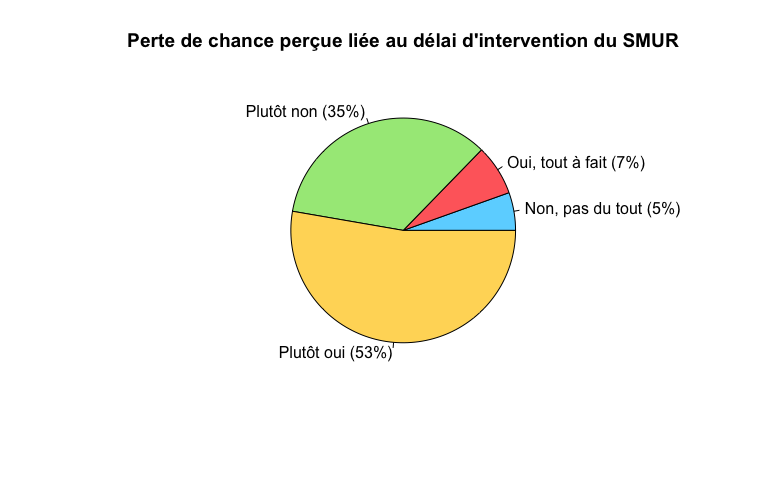 Perte de chance perçue liée au délai d'intervention du SMUR
Plutôt non (35%)
Oui, tout à fait (7%)
Non, pas du tout (5%)
Plutôt oui (53%)